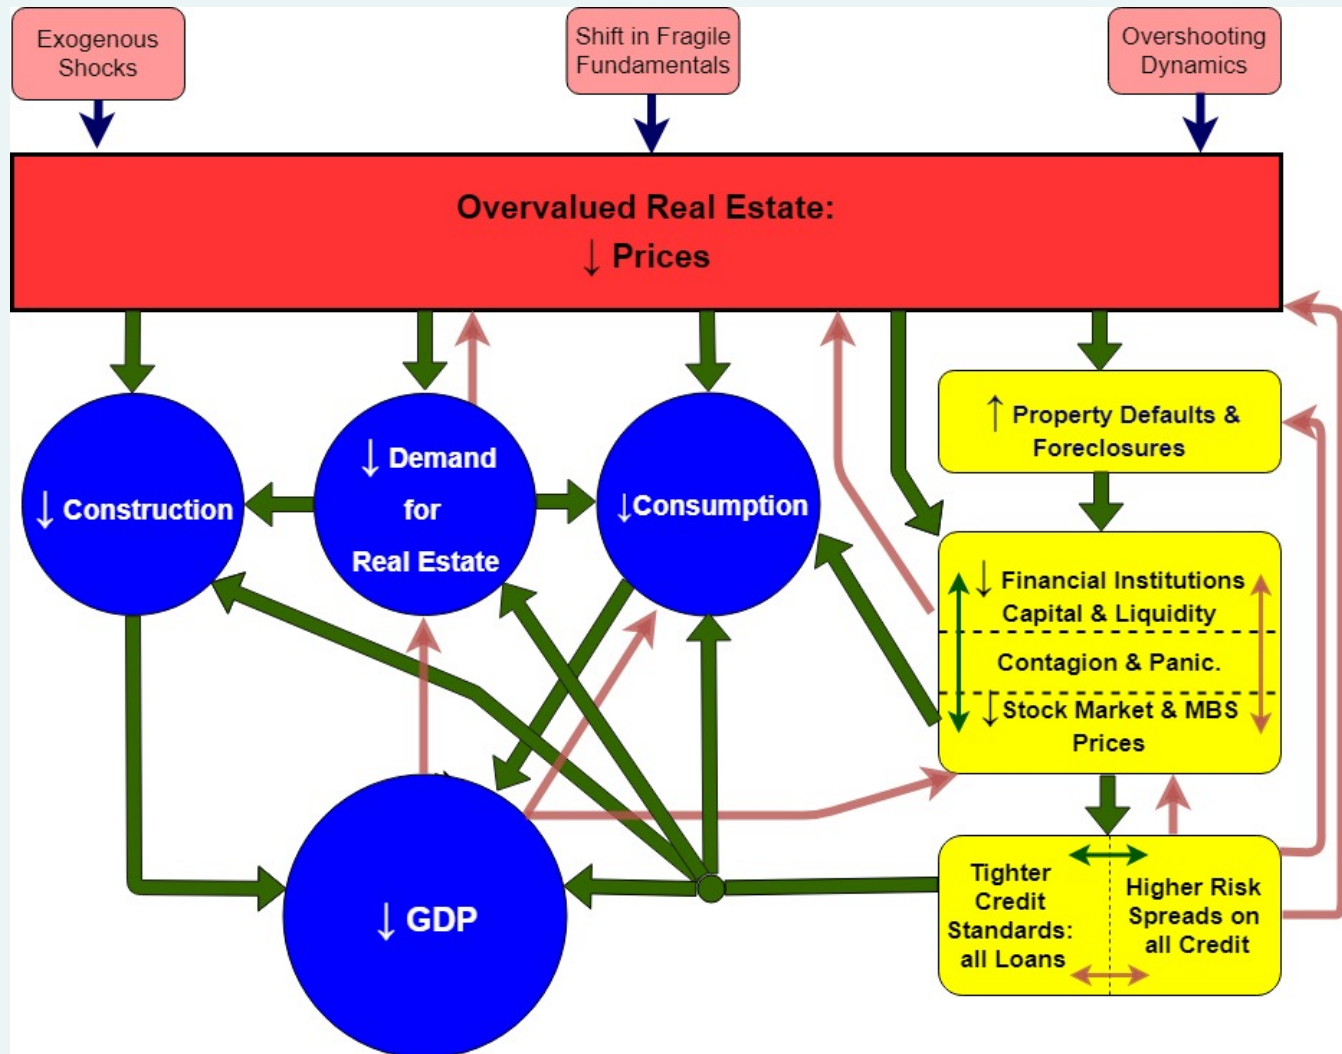 Exogenous
Shocks
Shift in Fragile
Fundamentals
Overshooting
Dynamics
Overvalued Real Estate:
↓ Prices
↓ Construction
↓ Demand
for
Real Estate
↓Consumption
↑ Property Defaults &
Foreclosures
↓ Financial Institutions
Capital & Liquidity
Contagion & Panic.
↓ Stock Market & MBS
Prices
↓ GDP
Tighter
Credit
Standards:
all Loans
Higher Risk
Spreads on
all Credit